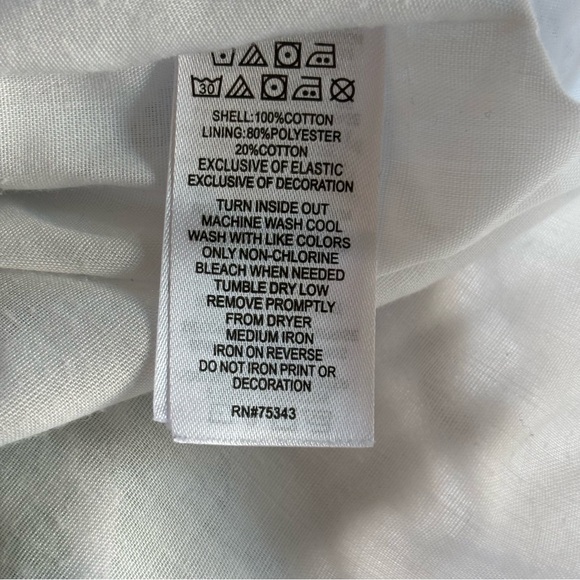 30
SHELL:100%COTTON
LINING:80%POLYESTER
20%COTTON
EXCLUSIVE OF ELASTIC
EXCLUSIVE OF DECORATION
TURN INSIDE OUT
MACHINE WASH COOL
WASH WITH LIKE COLORS
ONLY NON-CHLORINE
BLEACH WHEN NEEDED
TUMBLE DRY LOW
REMOVE PROMPTLY
FROM DRYER
MEDIUM IRON
IRON ON REVERSE
DO NOT IRON PRINT OR
DECORATION
RN#75343